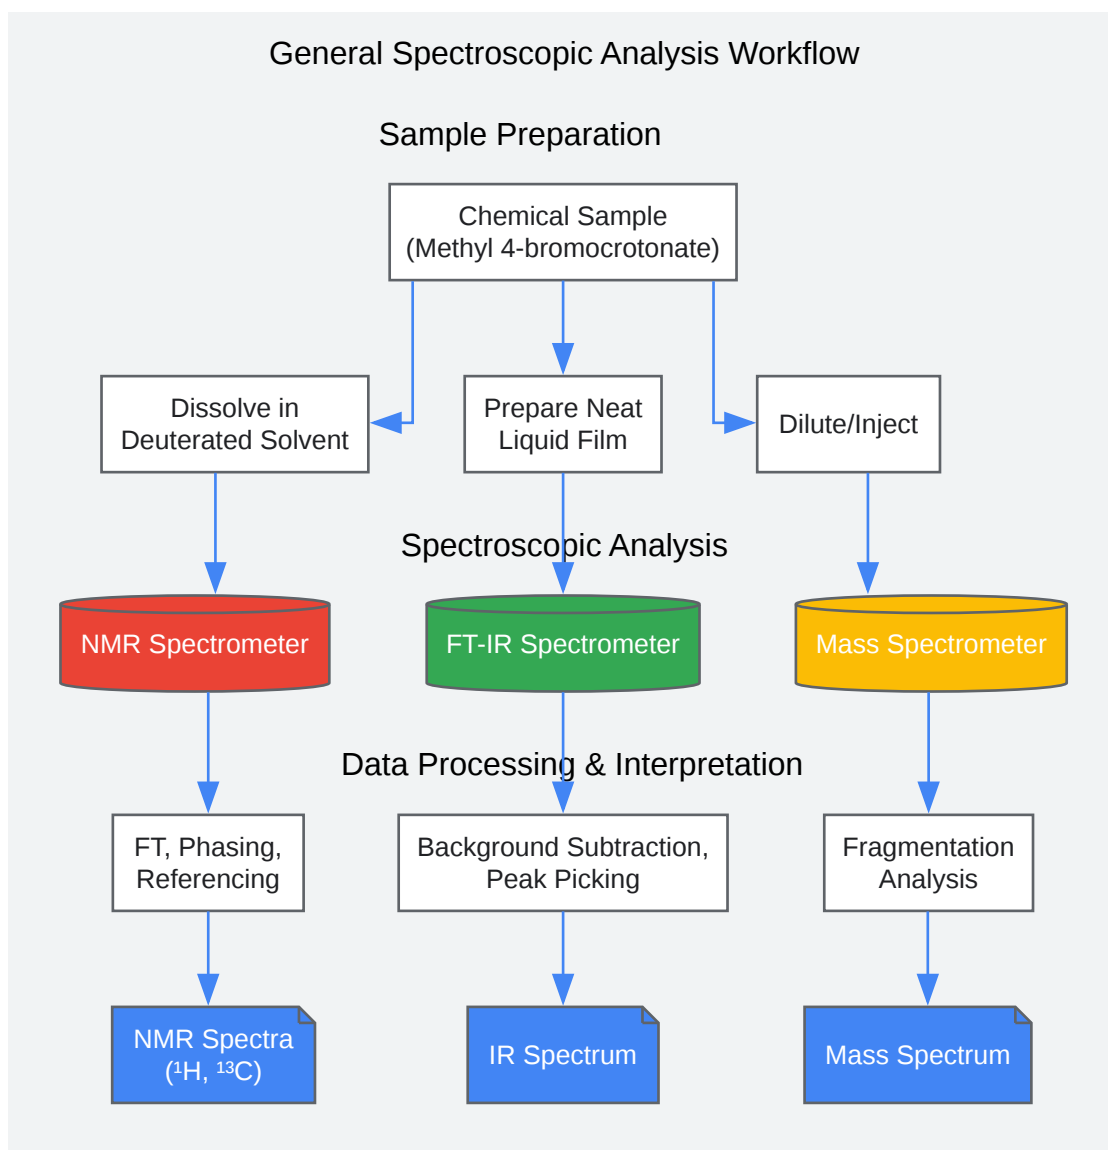 General Spectroscopic Analysis Workflow
Sample Preparation
Chemical Sample
(Methyl 4-bromocrotonate)
Dissolve in
Deuterated Solvent
Prepare Neat
Liquid Film
Dilute/Inject
Spectroscopic Analysis
NMR Spectrometer
FT-IR Spectrometer
Mass Spectrometer
Data Processing & Interpretation
FT, Phasing,
Referencing
Background Subtraction,
Peak Picking
Fragmentation
Analysis
NMR Spectra
(¹H, ¹³C)
IR Spectrum
Mass Spectrum